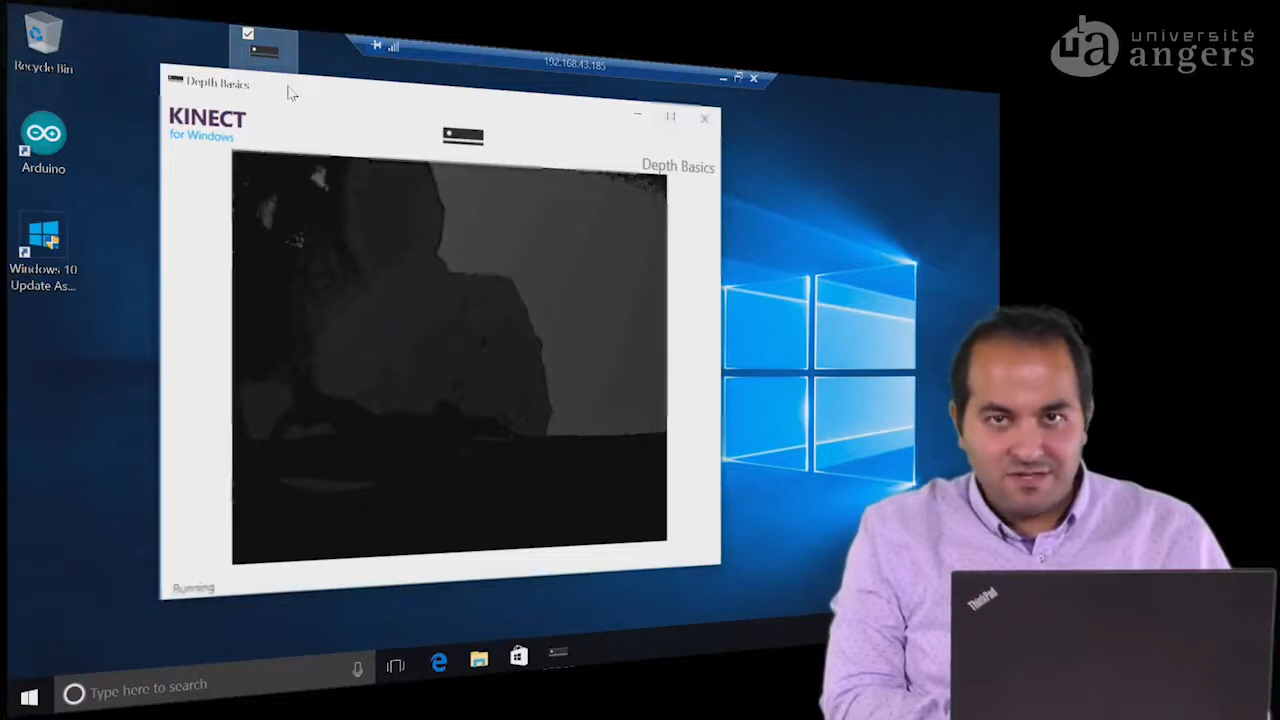 Recycle Bin
192.168.43.185
université
angers
Depth Basics
KINECT
for Windows
Depth Basics
Arduino
Windows 10
Update As...
Running
Type here to search
ThinkPad